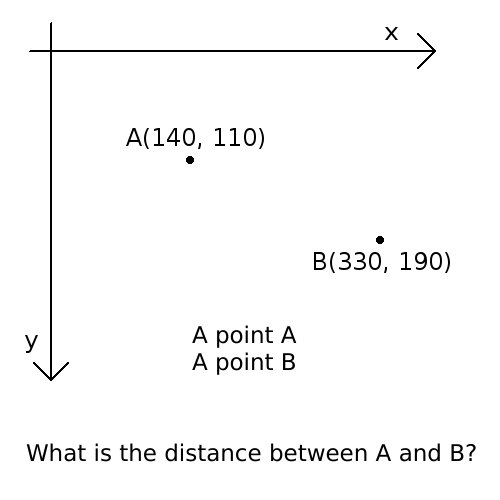 x
A(140, 110)
B(330, 190)
A point A
y
A point B
What is the distance between A and B?